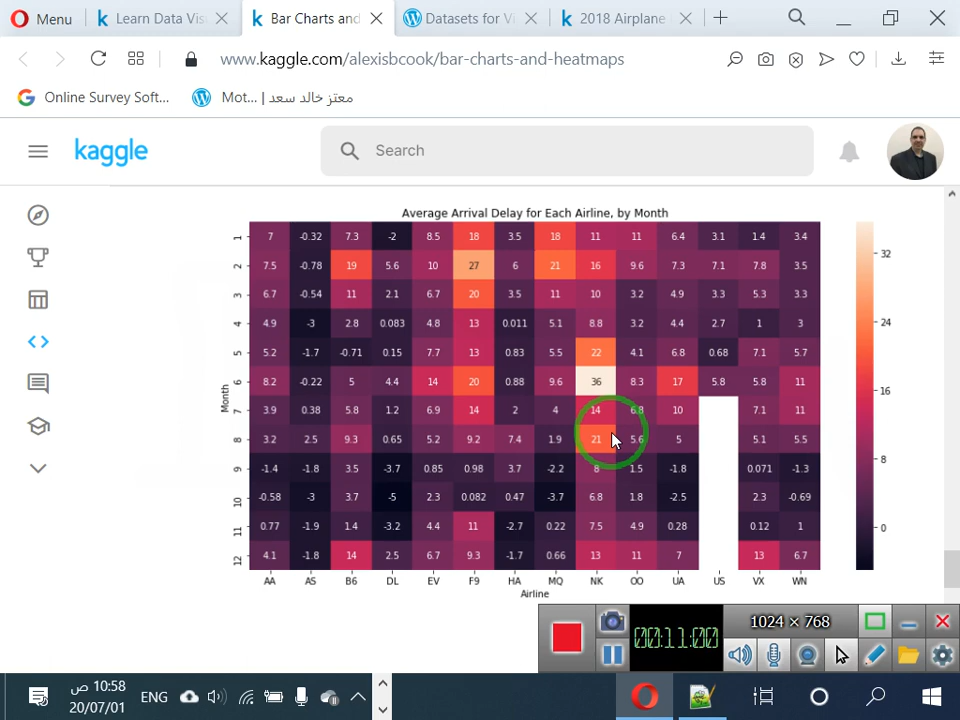 Menu
Learn Data Vis
Bar Charts and
Datasets for Vi
2018 Airplane
www.kaggle.com/alexisbcook/bar-charts-and-heatmaps
Online Survey Soft...
معتز خالد سعد | Mot...
kaggle
Search
Average Arrival Delay for Each Airline, by Month
1 7 -0.32 7.3 -2 8.5 18 3.5 18 11 11 6.4 3.1 1.4 3.4
2 7.5 -0.78 19 5.6 10 27 6 21 16 9.6 7.3 7.1 7.8 3.5
3 6.7 -0.54 11 2.1 6.7 20 3.5 11 10 3.2 4.9 3.3 5.3 3.3
4 4.9 -3 2.8 0.083 4.8 13 0.011 5.1 8.8 3.2 4.4 2.7 1 3
5 5.2 -1.7 -0.71 0.15 7.7 13 0.83 5.5 22 4.1 6.8 0.68 7.1 5.7
6 8.2 -0.22 5 4.4 14 20 0.88 9.6 36 8.3 17 5.8 5.8 11
7 3.9 0.38 5.8 1.2 6.9 14 2 4 14 6.8 10 7.1 11
8 3.2 2.5 9.3 0.65 5.2 9.2 7.4 1.9 21 5.6 5 5.1 5.5
9 -1.4 -1.8 3.5 -3.7 0.85 0.98 3.7 -2.2 8 1.5 -1.8 0.071 -1.3
10 -0.58 -3 3.7 -5 2.3 0.082 0.47 -3.7 6.8 1.8 -2.5 2.3 -0.69
11 0.77 -1.9 1.4 -3.2 4.4 11 -2.7 0.22 7.5 4.9 0.28 0.12 1
12 4.1 -1.8 14 2.5 6.7 9.3 -1.7 0.66 13 11 7 13 6.7
Month
AA AS B6 DL EV F9 HA MQ NK OO UA US VX WN
Airline
32
24
16
8
0
1024 × 768
00:11:00
10:58 ص
ENG
20/07/01